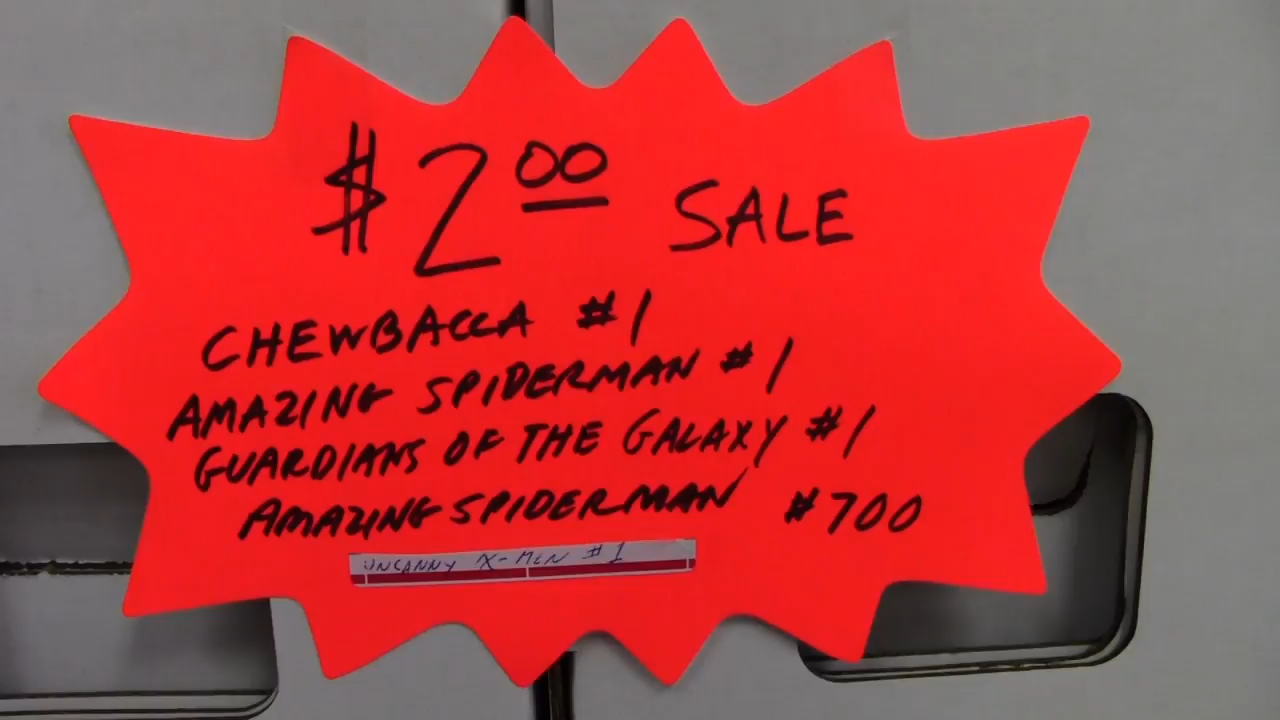 $2.00 SALE
CHEWBACCA #1
AMAZING SPIDERMAN #1
GUARDIANS OF THE GALAXY #1
AMAZING SPIDERMAN #700
UNCANNY X-MEN #1